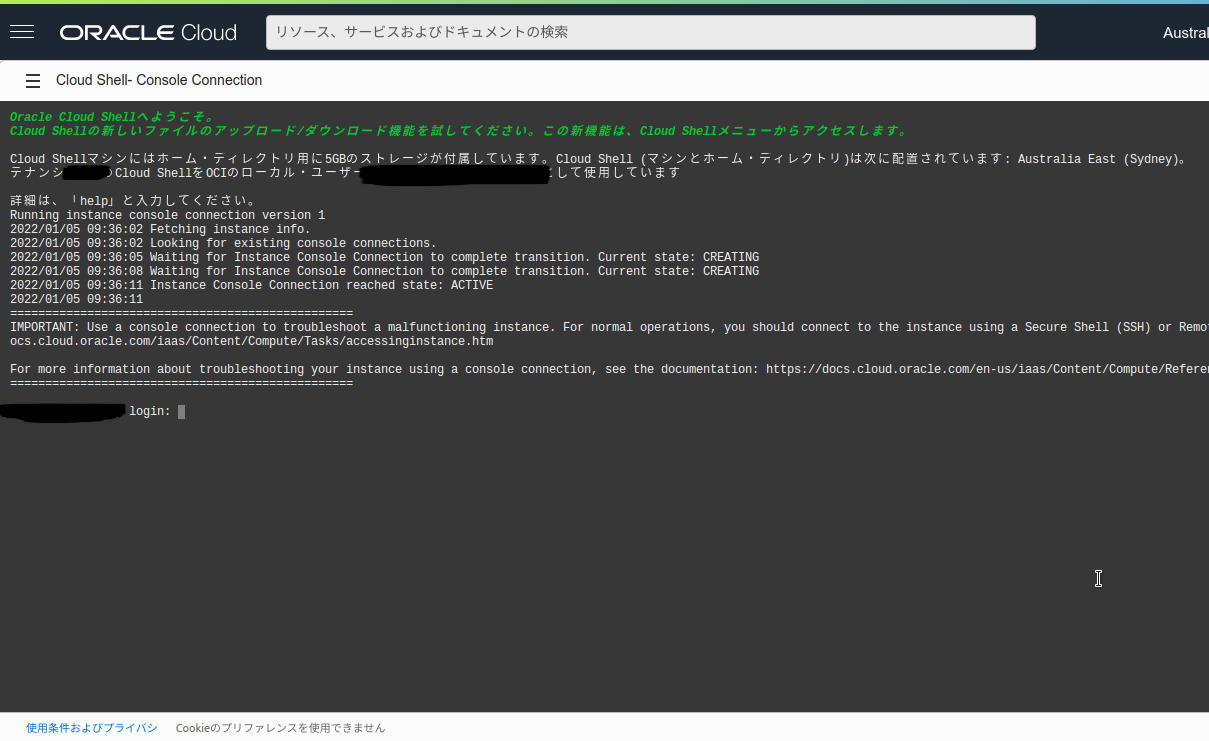 ORACLE Cloud
リソース、サービスおよびドキュメントの検索
Austral
Cloud Shell- Console Connection
Oracle Cloud Shellへようこそ。
Cloud Shellの新しいファイルのアップロード/ダウンロード機能を試してください。この新機能は、Cloud Shellメニューからアクセスします。
Cloud Shellマシンにはホーム・ディレクトリ用に5GBのストレージが付属しています。Cloud Shell (マシンとホーム・ディレクトリ)は次に配置されています: Australia East (Sydney)。
テナンシ のCloud ShellをOCIのローカル・ユーザー として使用しています
詳細は、「help」と入力してください。
Running instance console connection version 1
2022/01/05 09:36:02 Fetching instance info.
2022/01/05 09:36:02 Looking for existing console connections.
2022/01/05 09:36:05 Waiting for Instance Console Connection to complete transition. Current state: CREATING
2022/01/05 09:36:08 Waiting for Instance Console Connection to complete transition. Current state: CREATING
2022/01/05 09:36:11 Instance Console Connection reached state: ACTIVE
2022/01/05 09:36:11
=================================================
IMPORTANT: Use a console connection to troubleshoot a malfunctioning instance. For normal operations, you should connect to the instance using a Secure Shell (SSH) or Remo
ocs.cloud.oracle.com/iaas/Content/Compute/Tasks/accessinginstance.htm
For more information about troubleshooting your instance using a console connection, see the documentation: https://docs.cloud.oracle.com/en-us/iaas/Content/Compute/Refere
=================================================
login:
使用条件およびプライバシ Cookieのプリファレンスを使用できません